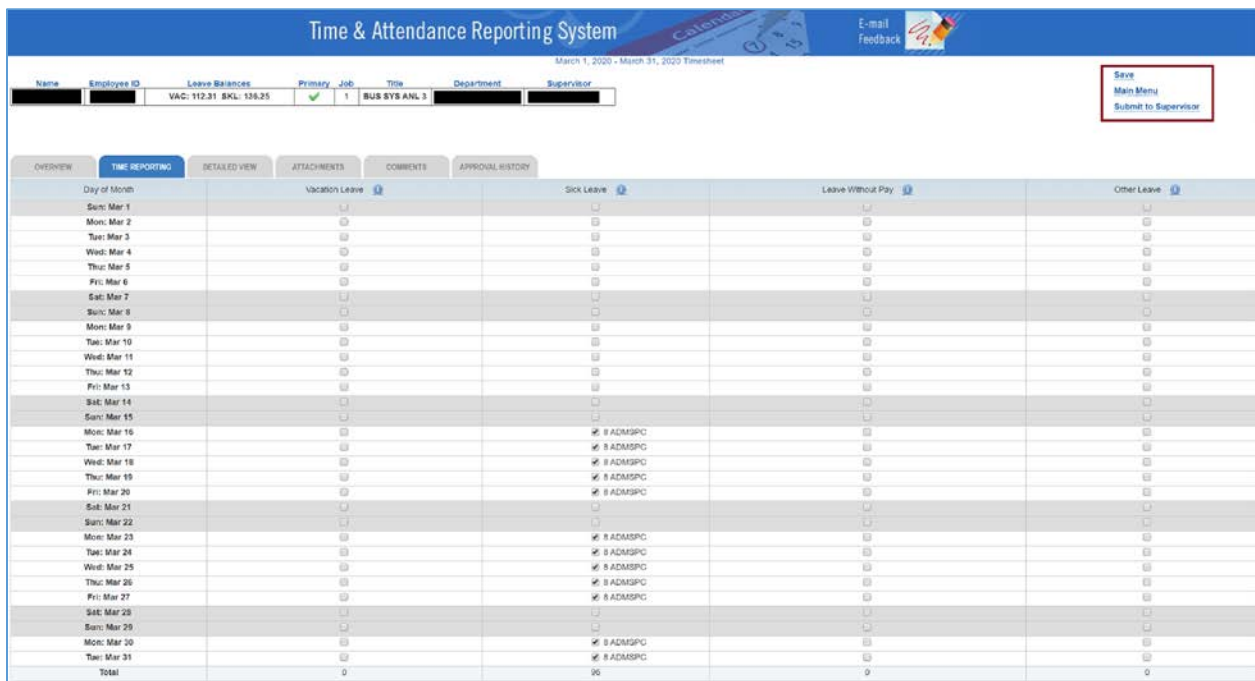 Time & Attendance Reporting System
E-mail
Feedback
Calendar
March 1, 2020 - March 31, 2020 Timesheet
Name Employee ID Leave Balances Primary Job Title Department Supervisor
VAC: 112.31 SKL: 136.25 1 BUS SYS ANL 3
Save
Main Menu
Submit to Supervisor
OVERVIEW TIME REPORTING DETAILED VIEW ATTACHMENTS COMMENTS APPROVAL HISTORY
Day of Month Vacation Leave Sick Leave Leave Without Pay Other Leave
Sun: Mar 1
Mon: Mar 2
Tue: Mar 3
Wed: Mar 4
Thu: Mar 5
Fri: Mar 6
Sat: Mar 7
Sun: Mar 8
Mon: Mar 9
Tue: Mar 10
Wed: Mar 11
Thu: Mar 12
Fri: Mar 13
Sat: Mar 14
Sun: Mar 15
Mon: Mar 16 8 ADMSPC
Tue: Mar 17 8 ADMSPC
Wed: Mar 18 8 ADMSPC
Thu: Mar 19 8 ADMSPC
Fri: Mar 20 8 ADMSPC
Sat: Mar 21
Sun: Mar 22
Mon: Mar 23 8 ADMSPC
Tue: Mar 24 8 ADMSPC
Wed: Mar 25 8 ADMSPC
Thu: Mar 26 8 ADMSPC
Fri: Mar 27 8 ADMSPC
Sat: Mar 28
Sun: Mar 29
Mon: Mar 30 8 ADMSPC
Tue: Mar 31 8 ADMSPC
Total 0 96 0 0